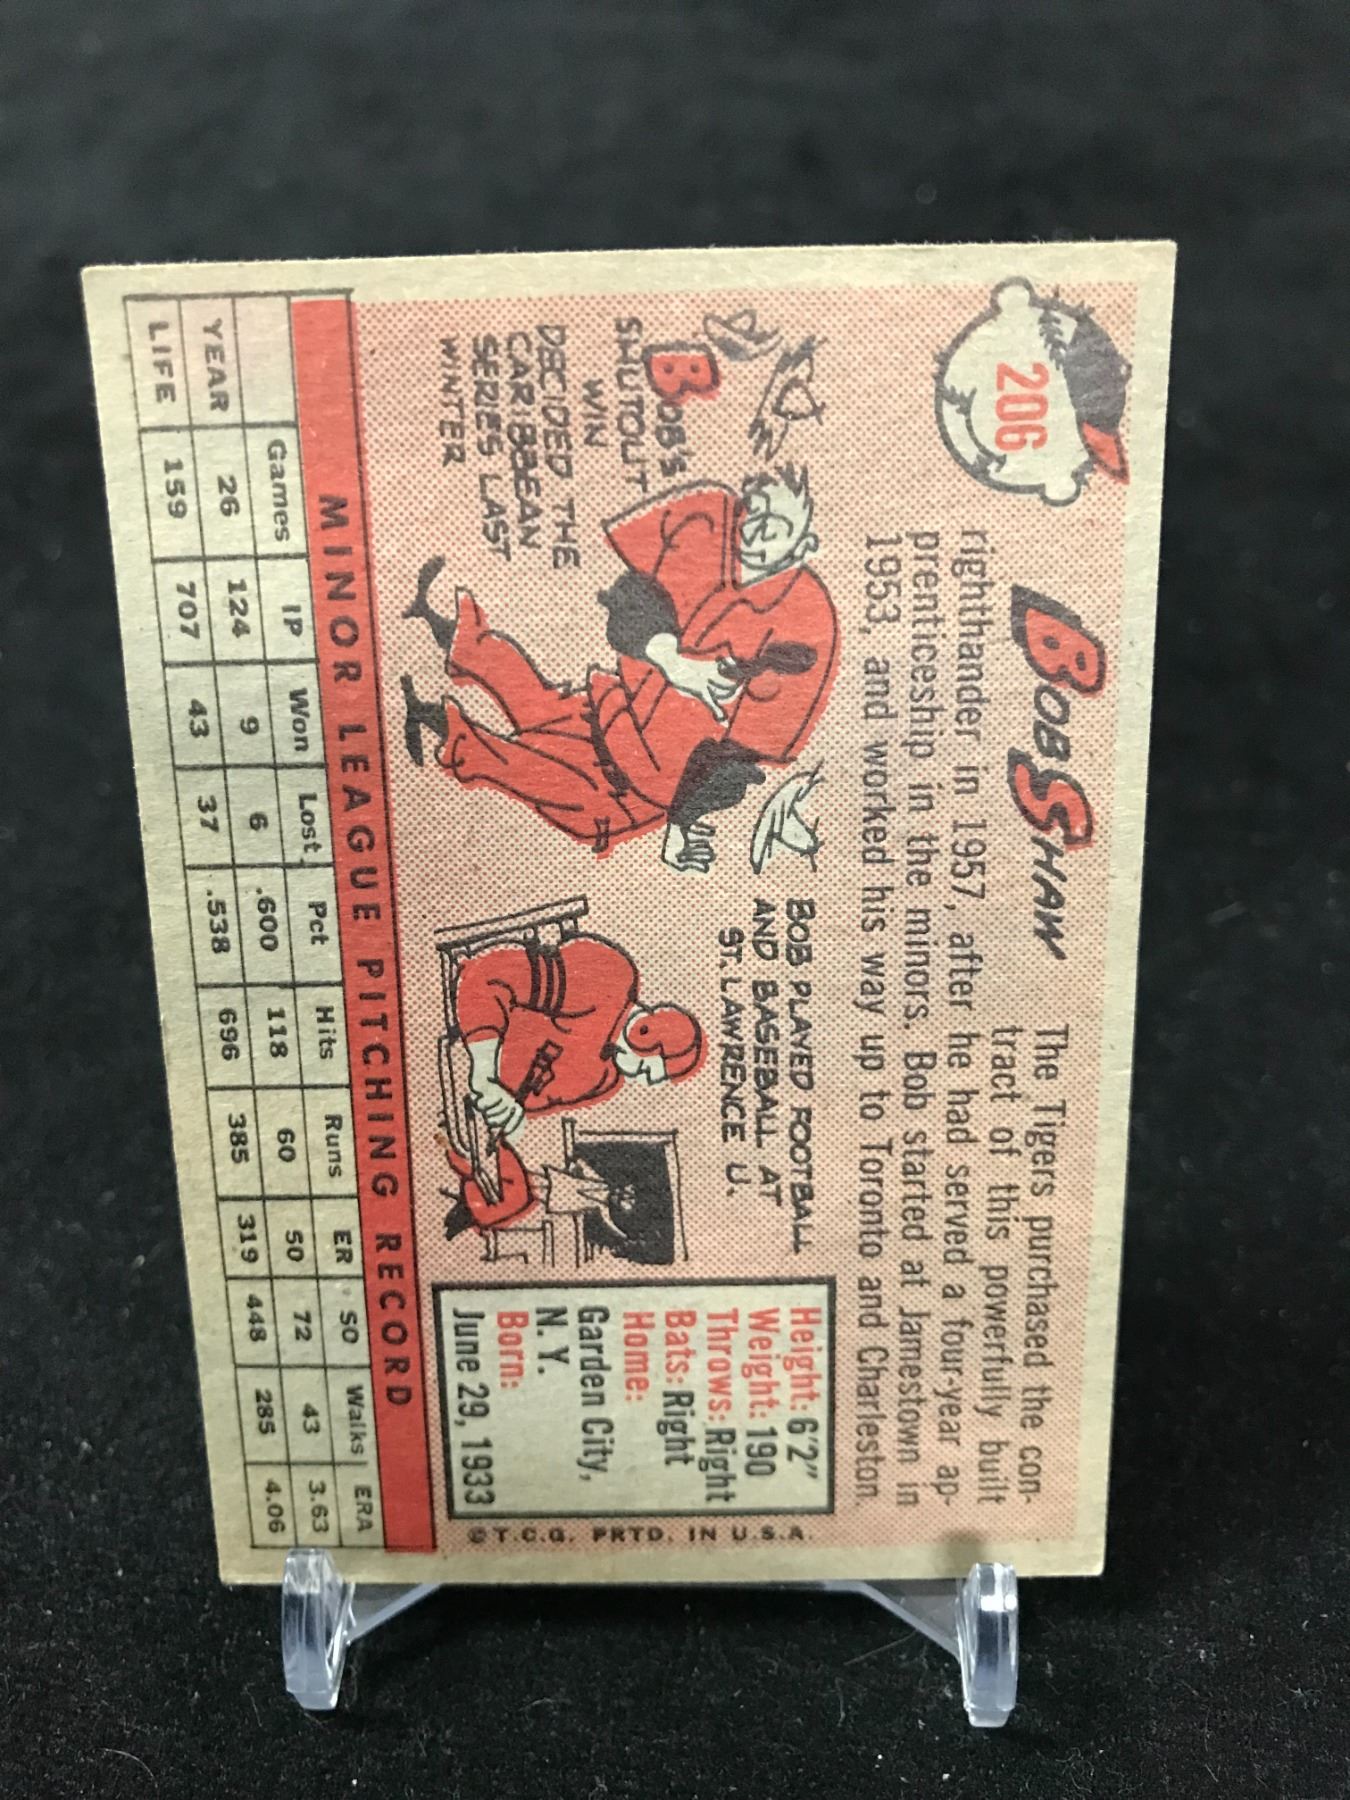 206
BOB SHAW
The Tigers purchased the con-
tract of this powerfully built
righthander in 1957, after he had served a four-year ap-
prenticeship in the minors. Bob started at Jamestown in
1953, and worked his way up to Toronto and Charleston.
BOB'S
SHUTOUT
WIN
DECIDED THE
CARIBBEAN
SERIES LAST
WINTER
BOB PLAYED FOOTBALL
AND BASEBALL AT
ST. LAWRENCE U.
Height: 6'2"
Weight: 190
Throws: Right
Bats: Right
Home:
Garden City,
N. Y.
Born:
June 29, 1933
© T.C.G. PRTD. IN U.S.A.
MINOR LEAGUE PITCHING RECORD
Games IP Won Lost Pct Hits Runs ER SO Walks ERA
YEAR 26 124 9 6 .600 118 60 50 72 43 3.63
LIFE 159 707 43 37 .538 696 385 319 448 285 4.06